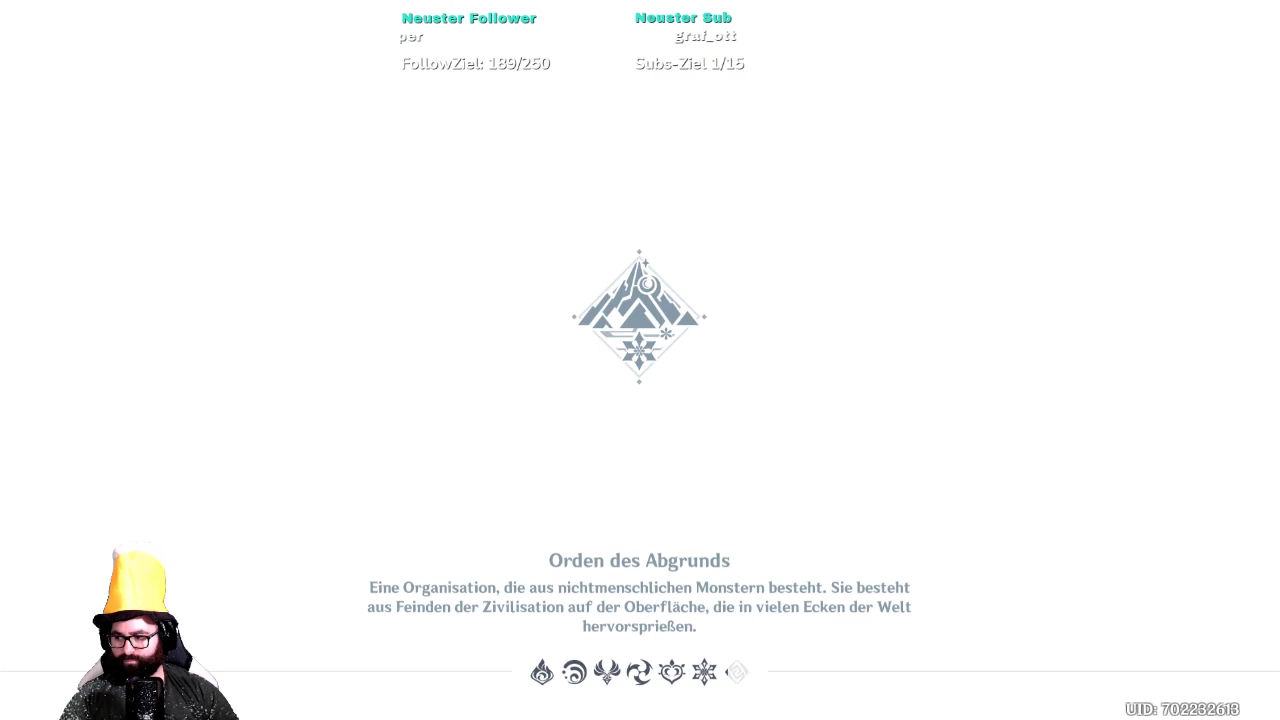 Neuster Follower
per
FollowZiel: 189/250
Neuster Sub
graf_ott
Subs-Ziel 1/15
Orden des Abgrunds
Eine Organisation, die aus nichtmenschlichen Monstern besteht. Sie besteht
aus Feinden der Zivilisation auf der Oberfläche, die in vielen Ecken der Welt
hervorsprießen.
UID: 702232613